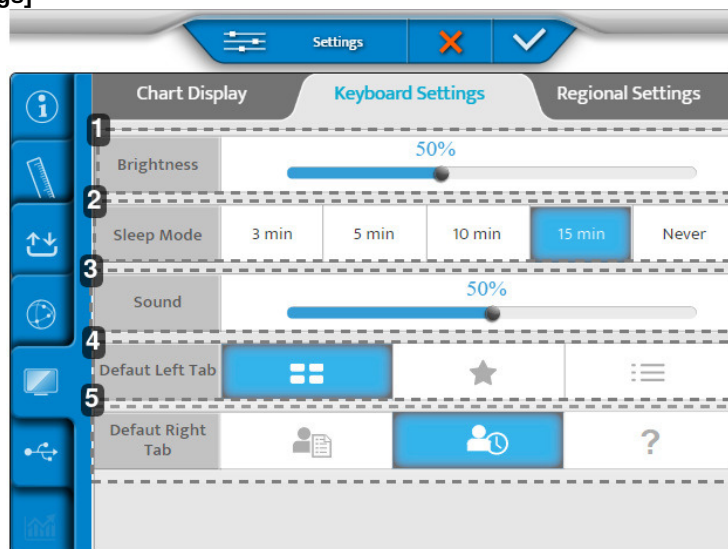 Settings
Chart Display Keyboard Settings Regional Settings
1
Brightness 50%
2
Sleep Mode 3 min 5 min 10 min 15 min Never
3
Sound 50%
4
Defaut Left Tab
5
Defaut Right
Tab ?